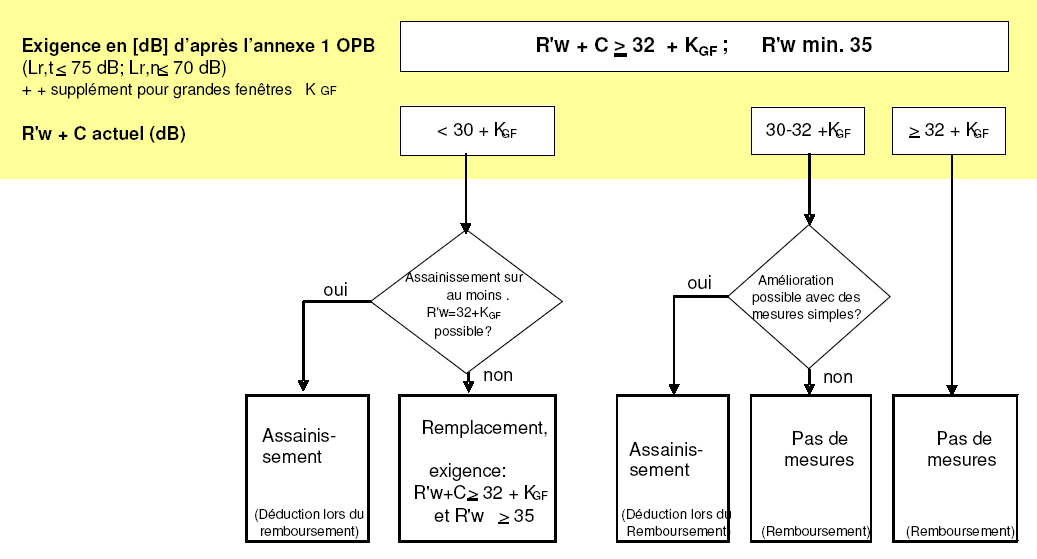 Exigence en [dB] d'après l'annexe 1 OPB
(Lr,t ≤ 75 dB; Lr,n ≤ 70 dB)
+ + supplément pour grandes fenêtres K GF
R'w + C ≥ 32 + KGF ; R'w min. 35
R'w + C actuel (dB)
< 30 + KGF
30-32 +KGF
≥ 32 + KGF
Assainissement sur
au moins .
R'w=32+KGF
possible?
oui
non
Amélioration
possible avec des
mesures simples?
oui
non
Assainis-
sement
(Déduction lors du
remboursement)
Remplacement,
exigence:
R'w+C ≥ 32 + KGF
et R'w ≥ 35
Assainis-
sement
(Déduction lors du
Remboursement)
Pas de
mesures
(Remboursement)
Pas de
mesures
(Remboursement)